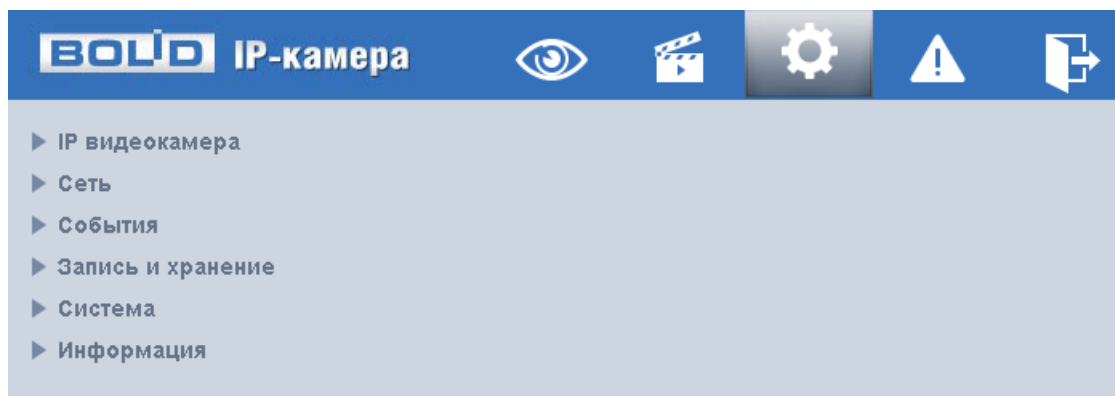 BOLID IP-камера
IP видеокамера
Сеть
События
Запись и хранение
Система
Информация